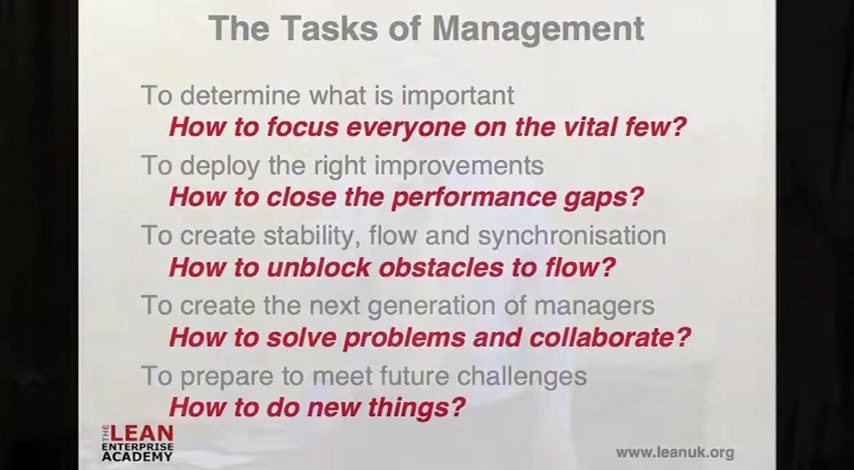 The Tasks of Management
To determine what is important
How to focus everyone on the vital few?
To deploy the right improvements
How to close the performance gaps?
To create stability, flow and synchronisation
How to unblock obstacles to flow?
To create the next generation of managers
How to solve problems and collaborate?
To prepare to meet future challenges
How to do new things?
THE
LEAN
ENTERPRISE
ACADEMY
www.leanuk.org